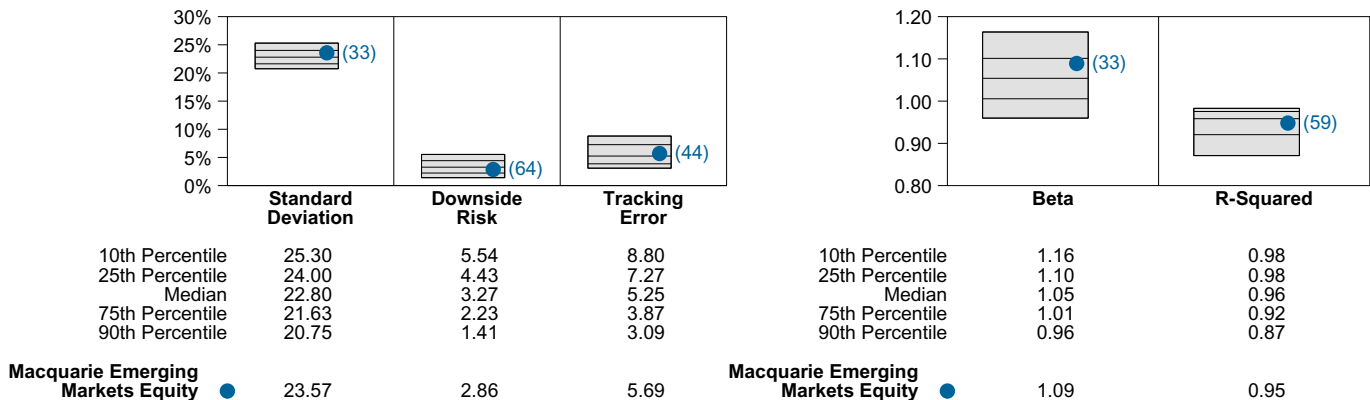 30%
25%
20%
15%
10%
5%
0%
(33)
(64)
(44)
Standard Deviation
Downside Risk
Tracking Error
10th Percentile 25.30 5.54 8.80
25th Percentile 24.00 4.43 7.27
Median 22.80 3.27 5.25
75th Percentile 21.63 2.23 3.87
90th Percentile 20.75 1.41 3.09
Macquarie Emerging
Markets Equity 23.57 2.86 5.69
1.20
1.10
1.00
0.90
0.80
(33)
(59)
Beta
R-Squared
10th Percentile 1.16 0.98
25th Percentile 1.10 0.98
Median 1.05 0.96
75th Percentile 1.01 0.92
90th Percentile 0.96 0.87
Macquarie Emerging
Markets Equity 1.09 0.95